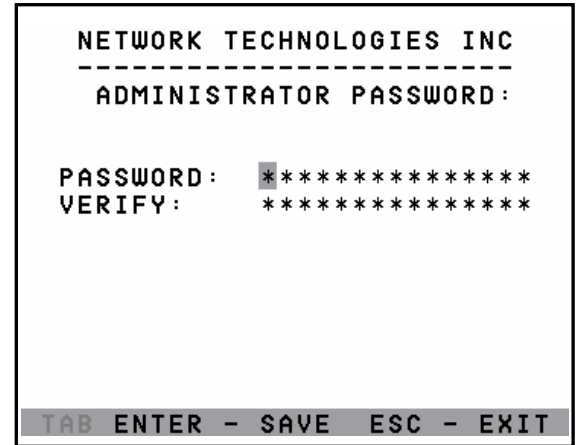 NETWORK TECHNOLOGIES INC
------------------------
ADMINISTRATOR PASSWORD:
PASSWORD: ***************
VERIFY: ***************
TAB ENTER - SAVE ESC - EXIT